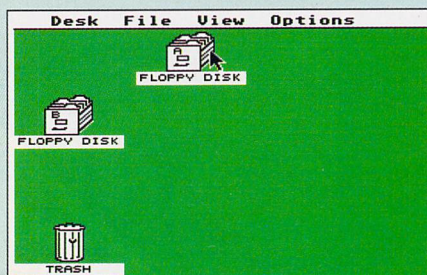 Desk File View Options
A
FLOPPY DISK
B
FLOPPY DISK
TRASH